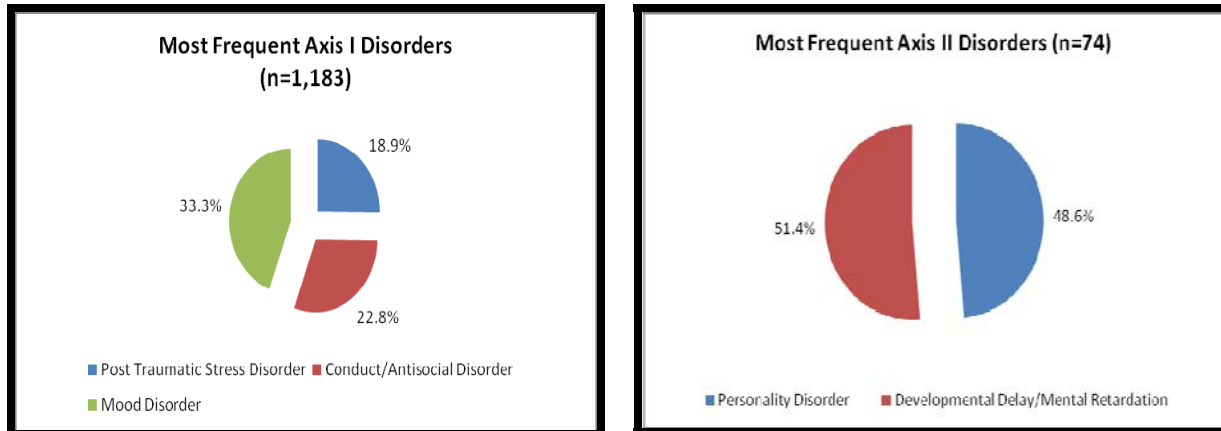 Most Frequent Axis I Disorders
(n=1,183)
18.9%
33.3%
22.8%
Post Traumatic Stress Disorder Conduct/Antisocial Disorder
Mood Disorder
Most Frequent Axis II Disorders (n=74)
51.4%
48.6%
Personality Disorder Developmental Delay/Mental Retardation